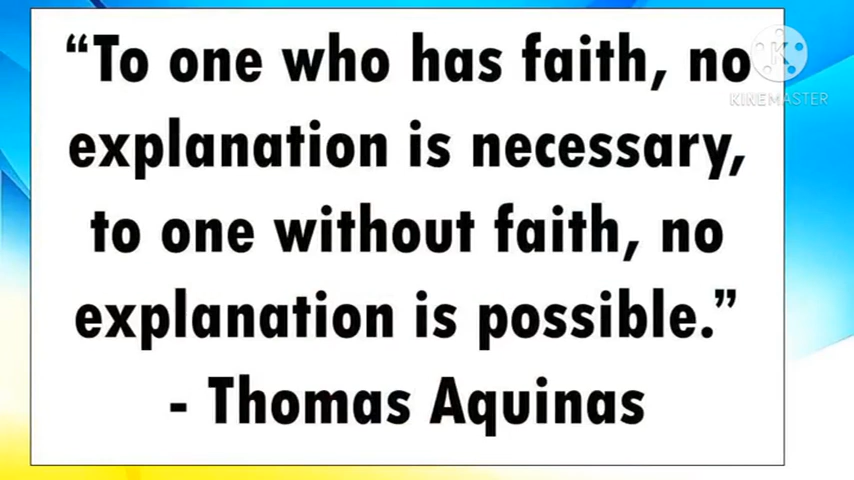 “To one who has faith, no
explanation is necessary,
to one without faith, no
explanation is possible.”
- Thomas Aquinas
K
KINEMASTER